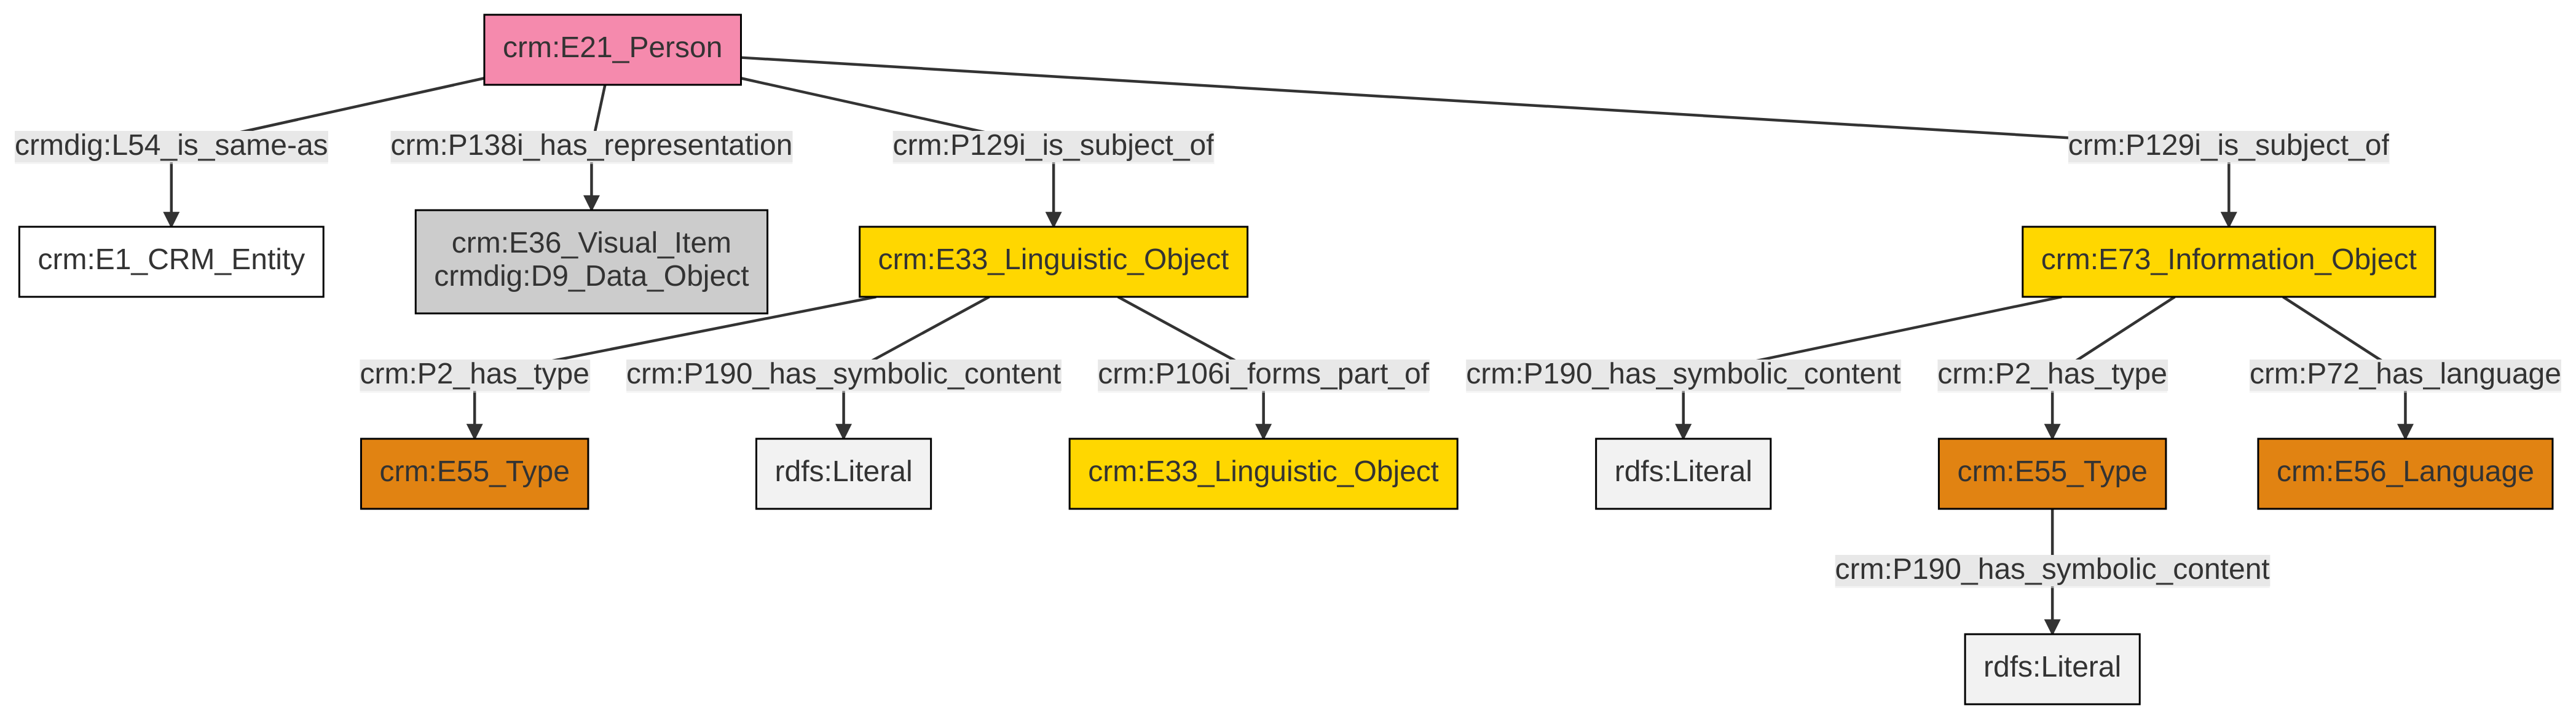 crm:E21_Person
crmdig:L54_is_same-as
crm:P138i_has_representation
crm:P129i_is_subject_of
crm:P129i_is_subject_of
crm:E1_CRM_Entity
crm:E36_Visual_Item
crmdig:D9_Data_Object
crm:E33_Linguistic_Object
crm:E73_Information_Object
crm:P2_has_type
crm:P190_has_symbolic_content
crm:P106i_forms_part_of
crm:P190_has_symbolic_content
crm:P2_has_type
crm:P72_has_language
crm:E55_Type
rdfs:Literal
crm:E33_Linguistic_Object
rdfs:Literal
crm:E55_Type
crm:E56_Language
crm:P190_has_symbolic_content
rdfs:Literal